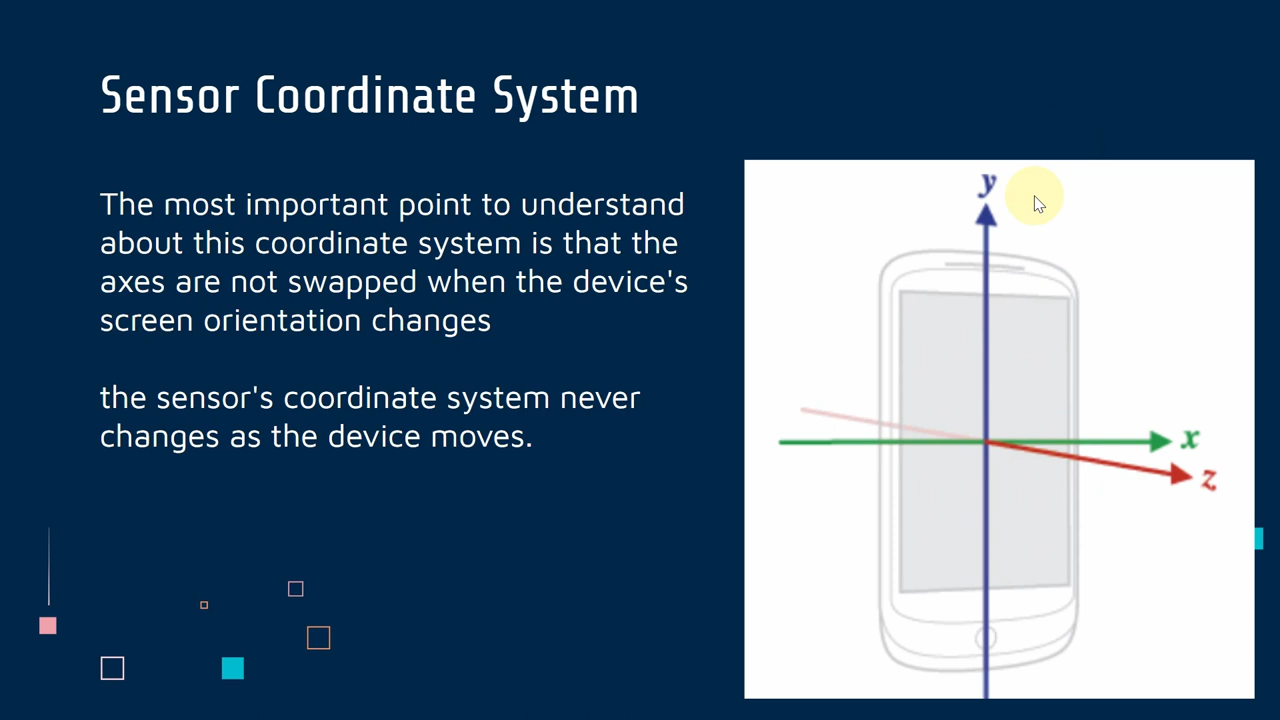 Sensor Coordinate System
The most important point to understand
about this coordinate system is that the
axes are not swapped when the device's
screen orientation changes
the sensor's coordinate system never
changes as the device moves.
y
x
z